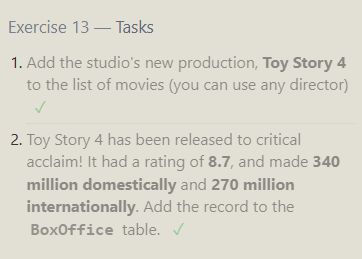 Exercise 13 — Tasks
1. Add the studio's new production, Toy Story 4
to the list of movies (you can use any director)
✓
2. Toy Story 4 has been released to critical
acclaim! It had a rating of 8.7, and made 340
million domestically and 270 million
internationally. Add the record to the
BoxOffice table. ✓